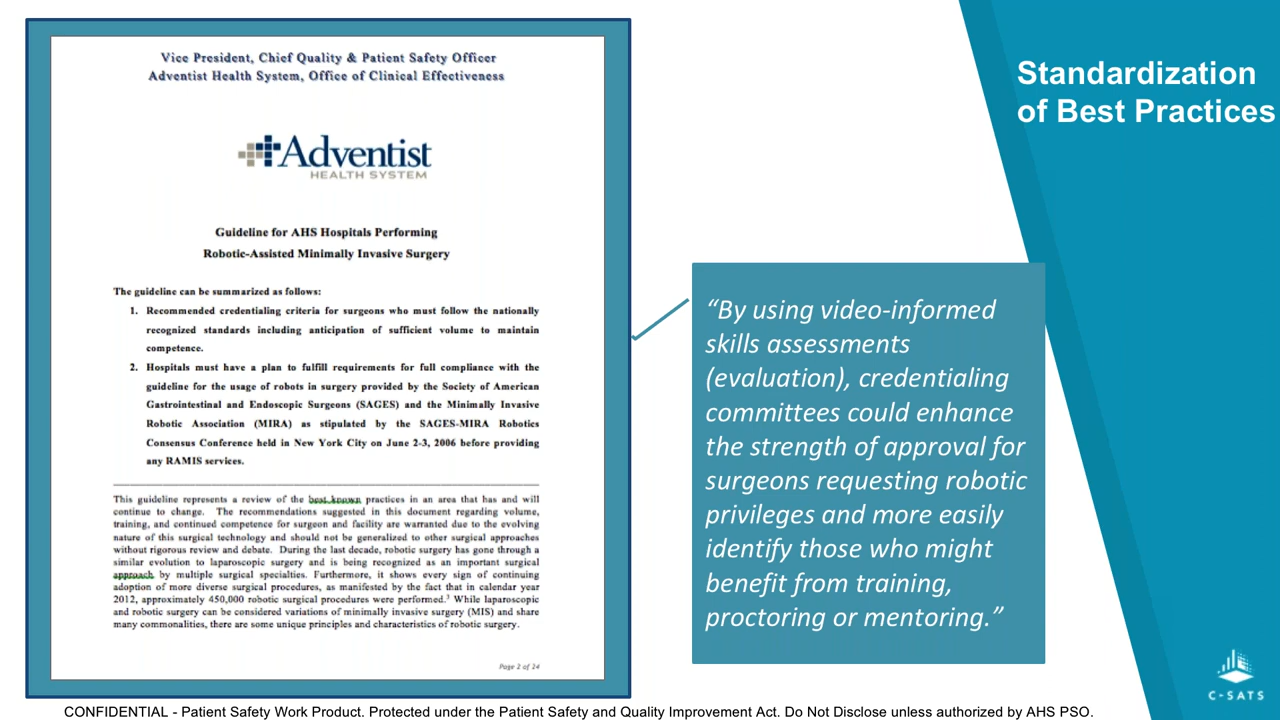 Vice President, Chief Quality & Patient Safety Officer
Adventist Health System, Office of Clinical Effectiveness
Adventist
HEALTH SYSTEM
Guideline for AHS Hospitals Performing
Robotic-Assisted Minimally Invasive Surgery
The guideline can be summarized as follows:
1. Recommended credentialing criteria for surgeons who must follow the nationally
recognized standards including anticipation of sufficient volume to maintain
competence.
2. Hospitals must have a plan to fulfill requirements for full compliance with the
guideline for the usage of robots in surgery provided by the Society of American
Gastrointestinal and Endoscopic Surgeons (SAGES) and the Minimally Invasive
Robotic Association (MIRA) as stipulated by the SAGES-MIRA Robotics
Consensus Conference held in New York City on June 2-3, 2006 before providing
any RAMIS services.
This guideline represents a review of the best known practices in an area that has and will
continue to change. The recommendations suggested in this document regarding volume,
training, and continued competence for surgeon and facility are warranted due to the evolving
nature of this surgical technology and should not be generalized to other surgical approaches
without rigorous review and debate. During the last decade, robotic surgery has gone through a
similar evolution to laparoscopic surgery and is being recognized as an important surgical
approach by multiple surgical specialties. Furthermore, it shows every sign of continuing
adoption of more diverse surgical procedures, as manifested by the fact that in calendar year
2012, approximately 450,000 robotic surgical procedures were performed.³ While laparoscopic
and robotic surgery can be considered variations of minimally invasive surgery (MIS) and share
many commonalities, there are some unique principles and characteristics of robotic surgery.
Page 2 of 24
Standardization
of Best Practices
“By using video-informed
skills assessments
(evaluation), credentialing
committees could enhance
the strength of approval for
surgeons requesting robotic
privileges and more easily
identify those who might
benefit from training,
proctoring or mentoring.”
C-SATS
CONFIDENTIAL - Patient Safety Work Product. Protected under the Patient Safety and Quality Improvement Act. Do Not Disclose unless authorized by AHS PSO.